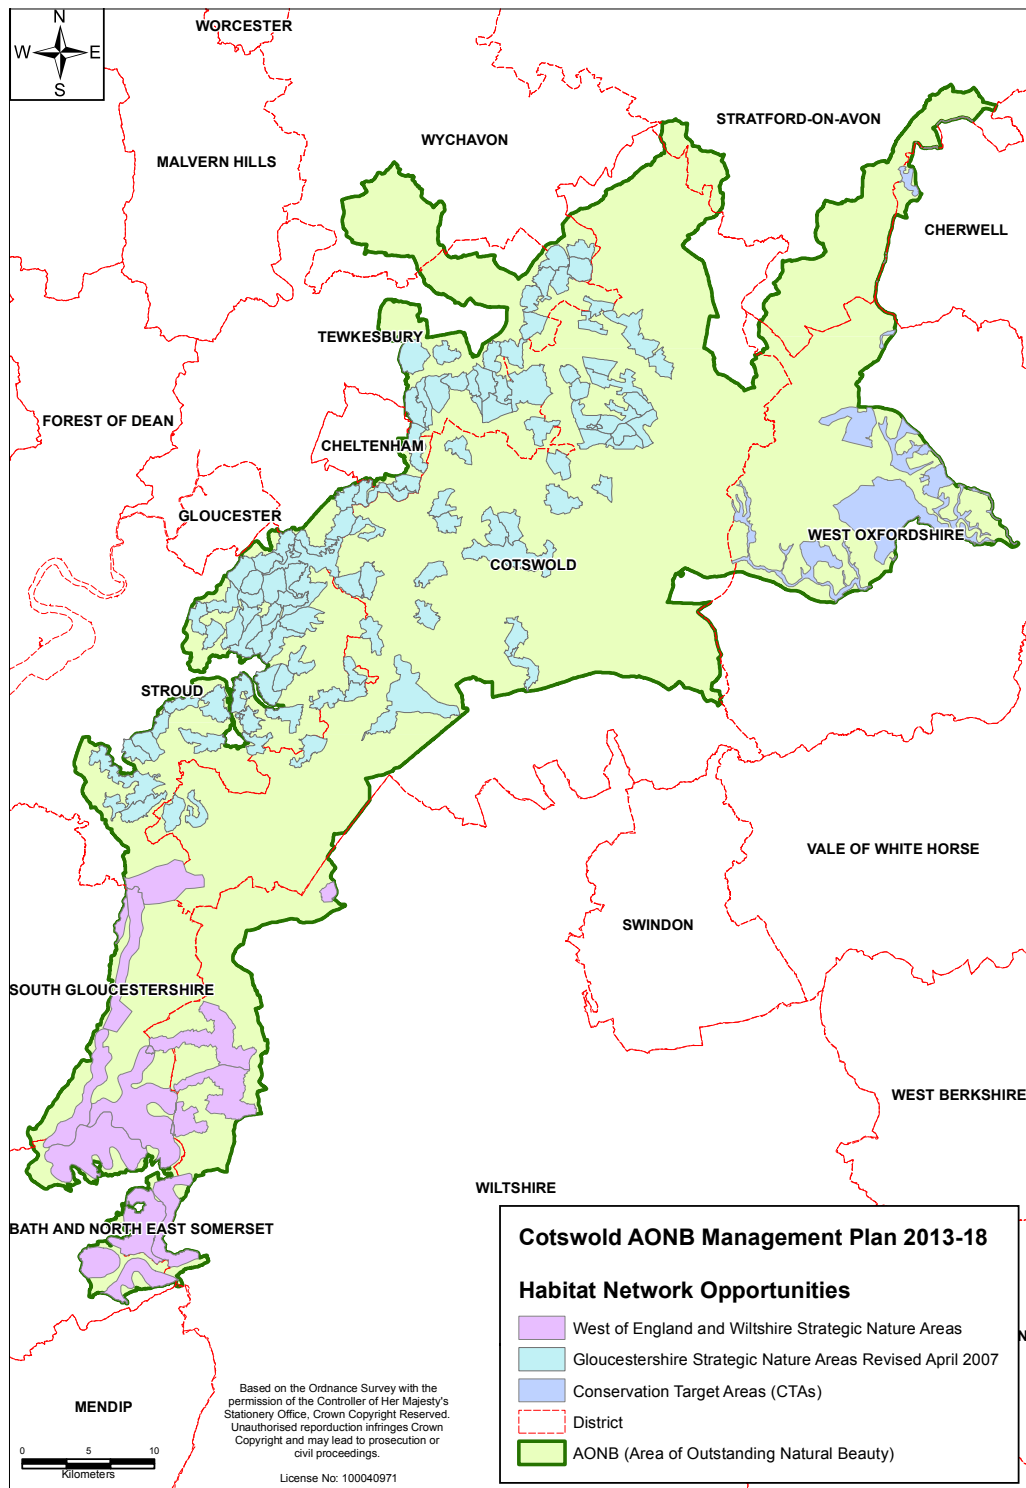 N
W E
S
WORCESTER
STRATFORD-ON-AVON
WYCHAVON
MALVERN HILLS
CHERWELL
TEWKESBURY
FOREST OF DEAN
CHELTENHAM
GLOUCESTER
WEST OXFORDSHIRE
COTSWOLD
STROUD
VALE OF WHITE HORSE
SWINDON
SOUTH GLOUCESTERSHIRE
WEST BERKSHIRE
WILTSHIRE
BATH AND NORTH EAST SOMERSET
MENDIP
Cotswold AONB Management Plan 2013-18
Habitat Network Opportunities
West of England and Wiltshire Strategic Nature Areas
Gloucestershire Strategic Nature Areas Revised April 2007
Conservation Target Areas (CTAs)
District
AONB (Area of Outstanding Natural Beauty)
N
0 5 10
Kilometers
Based on the Ordnance Survey with the
permission of the Controller of Her Majesty's
Stationery Office, Crown Copyright Reserved.
Unauthorised reporduction infringes Crown
Copyright and may lead to prosecution or
civil proceedings.
License No: 100040971